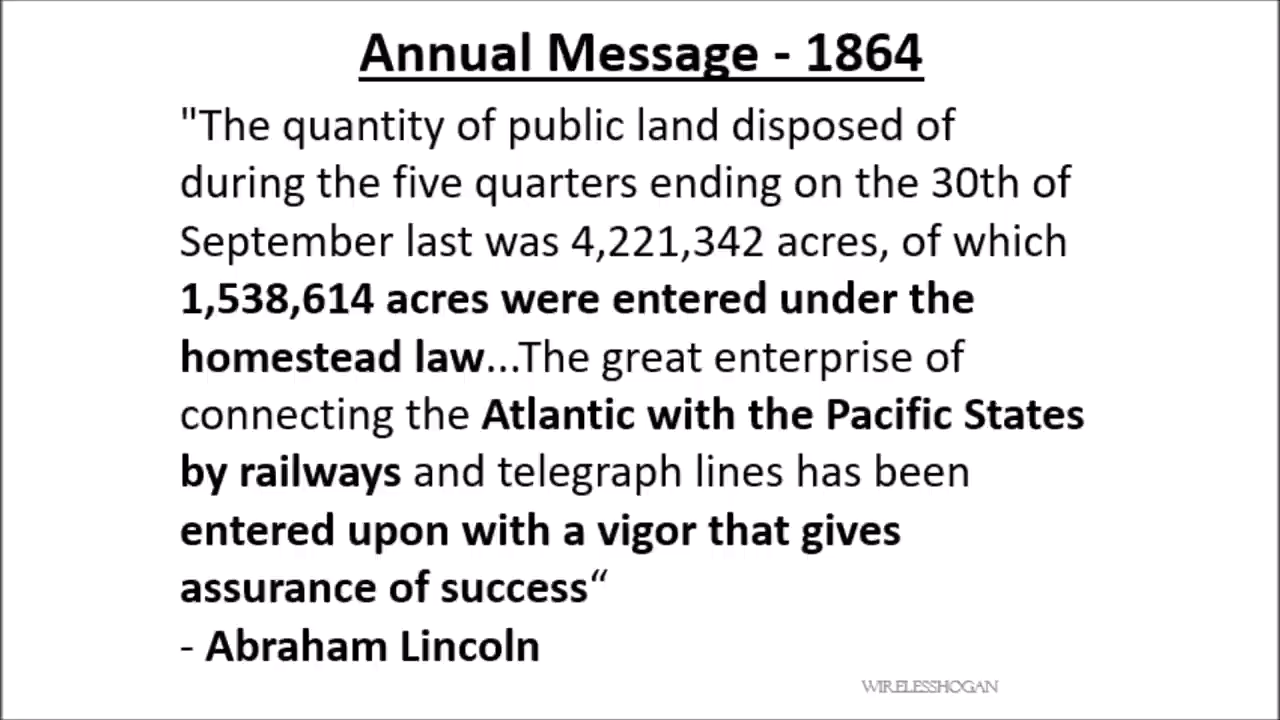 Annual Message - 1864
"The quantity of public land disposed of
during the five quarters ending on the 30th of
September last was 4,221,342 acres, of which
1,538,614 acres were entered under the
homestead law...The great enterprise of
connecting the Atlantic with the Pacific States
by railways and telegraph lines has been
entered upon with a vigor that gives
assurance of success“
- Abraham Lincoln
WIRELESSHOGAN